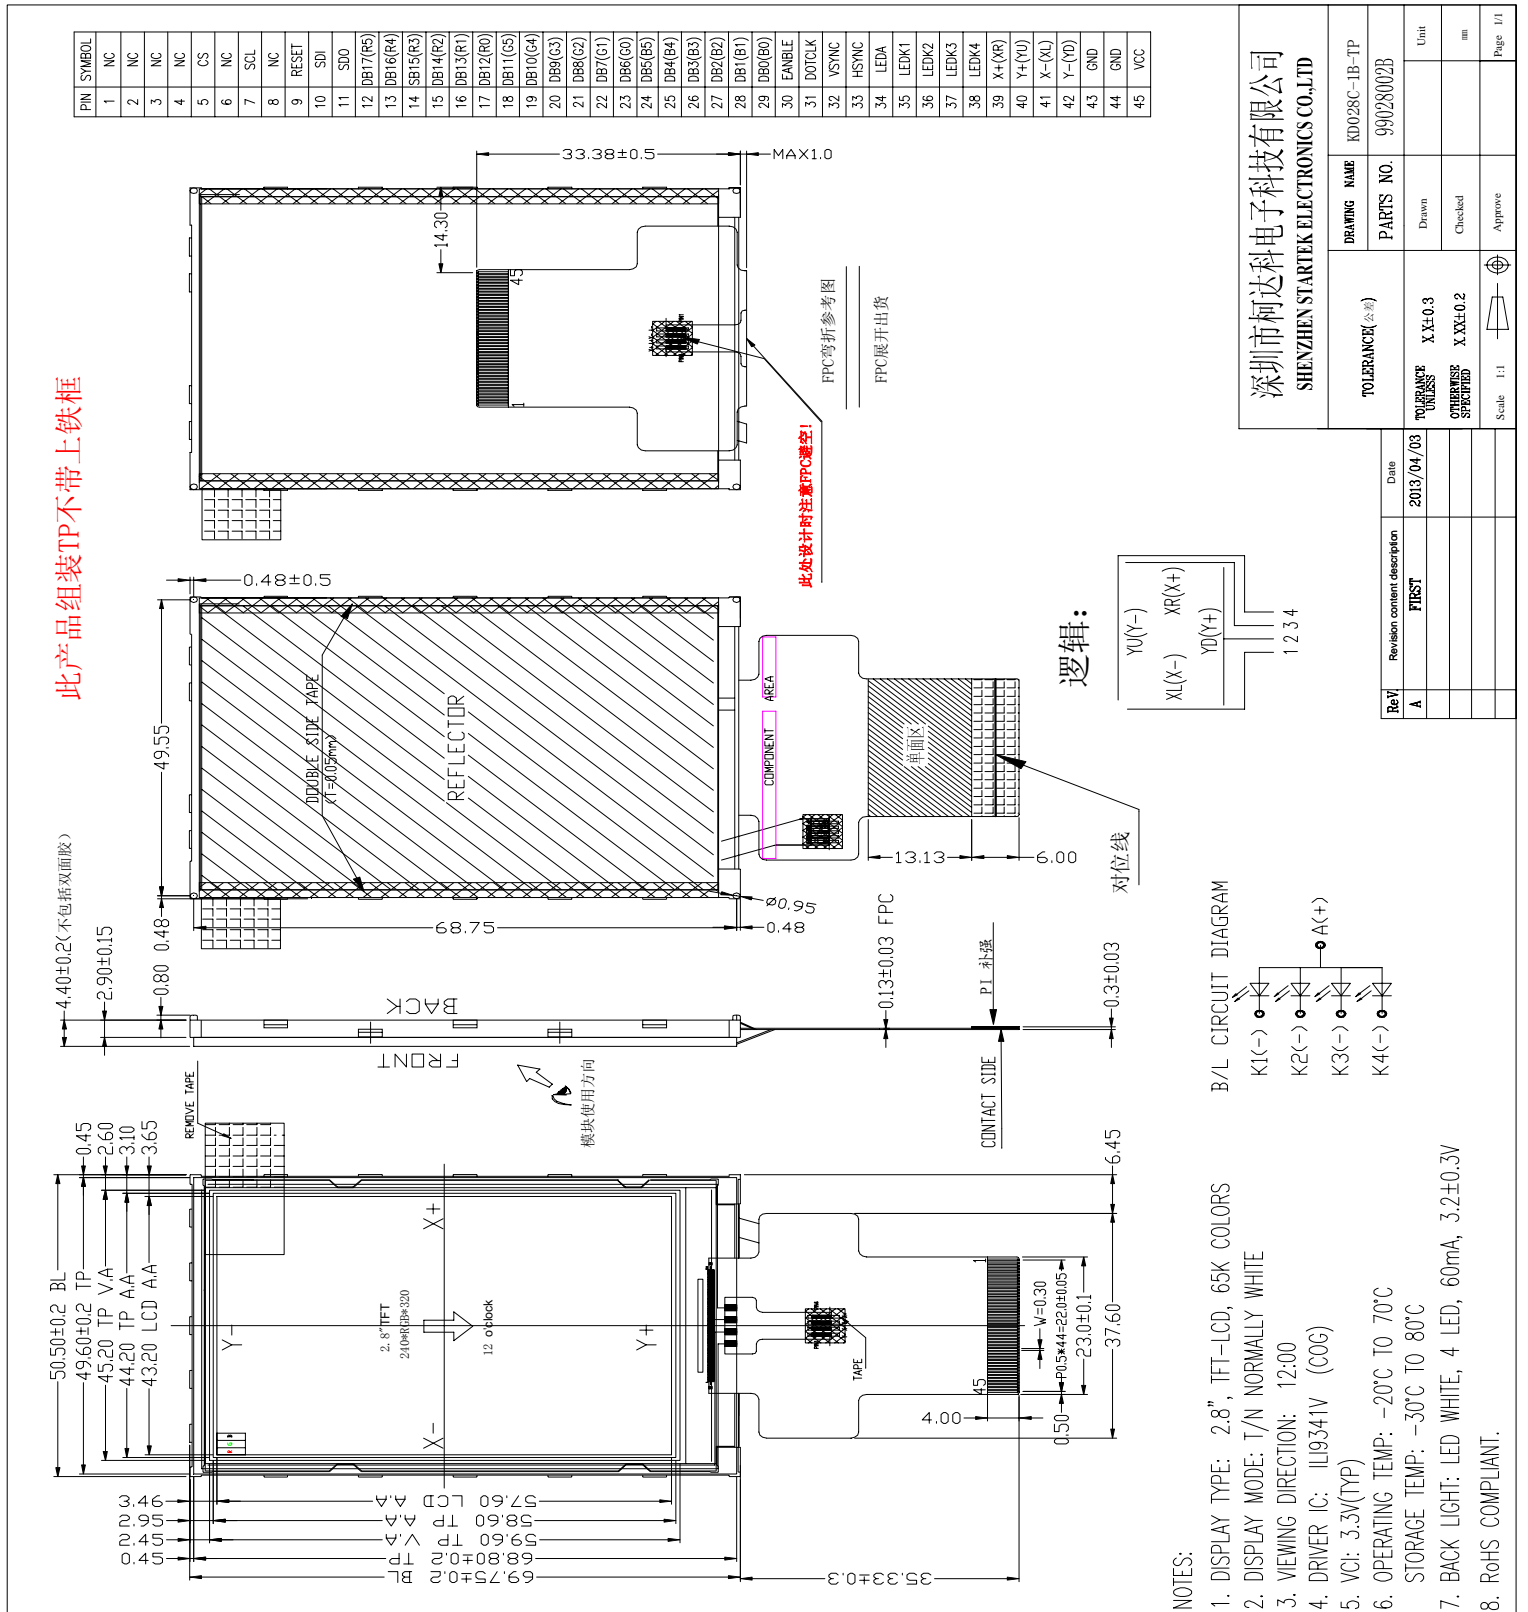 此产品组装TP不带上铁框
PIN SYMBOL
1 NC
2 NC
3 NC
4 NC
5 CS
6 NC
7 SCL
8 NC
9 RESET
10 SDI
11 SDO
12 DB17(R5)
13 DB16(R4)
14 SB15(R3)
15 DB14(R2)
16 DB13(R1)
17 DB12(R0)
18 DB11(G5)
19 DB10(G4)
20 DB9(G3)
21 DB8(G2)
22 DB7(G1)
23 DB6(G0)
24 DB5(B5)
25 DB4(B4)
26 DB3(B3)
27 DB2(B2)
28 DB1(B1)
29 DB0(B0)
30 EANBLE
31 DOTCLK
32 VSYNC
33 HSYNC
34 LEDA
35 LEDK1
36 LEDK2
37 LEDK3
38 LEDK4
39 X+(XR)
40 Y+(YU)
41 X-(XL)
42 Y-(YD)
43 GND
44 GND
45 VCC
50.50±0.2 BL
49.60±0.2 TP
45.20 TP V.A
44.20 TP A.A
43.20 LCD A.A
0.45
2.60
3.10
3.65
REMOVE TAPE
69.75±0.2 BL
68.80±0.2 TP
59.60 TP V.A
58.60 TP A.A
57.60 LCD A.A
0.45
2.45
2.95
3.46
35.33±0.3
Y-
X+
X-
Y+
2.8"TFT
240*RGB*320
12 o'clock
R G B
TAPE
45
1
4.00
0.50
W=0.30
P0.5*44=22.0±0.05
23.0±0.1
37.60
6.45
4.40±0.2(不包括双面胶)
2.90±0.15
0.80
0.48
FRONT
BACK
模块使用方向
0.13±0.03 FPC
PI 补强
CONTACT SIDE
0.3±0.03
49.55
0.48±0.5
DOUBLE SIDE TAPE
(T=0.05mm)
REFLECTOR
68.75
Ø0.95
0.48
COMPONENT AREA
单面区
13.13
6.00
对位线
33.38±0.5
MAX1.0
14.30
45
1
FPC弯折参考图
FPC展开出货
此处设计时注意FPC避空!
逻辑:
YU(Y-)
XL(X-)
XR(X+)
YD(Y+)
1 2 3 4
B/L CIRCUIT DIAGRAM
K1(-)
K2(-)
K3(-)
K4(-)
A(+)
NOTES:
1. DISPLAY TYPE: 2.8", TFT-LCD, 65K COLORS
2. DISPLAY MODE: T/N NORMALLY WHITE
3. VIEWING DIRECTION: 12:00
4. DRIVER IC: ILI9341V (COG)
5. VCI: 3.3V(TYP)
6. OPERATING TEMP: -20°C TO 70°C
STORAGE TEMP: -30°C TO 80°C
7. BACK LIGHT: LED WHITE, 4 LED, 60mA, 3.2±0.3V
8. RoHS COMPLIANT.
深圳市柯达科电子科技有限公司
SHENZHEN STARTEK ELECTRONICS CO.,LTD
TOLERANCE(公差)
DRAWING NAME KD028C-1B-TP
PARTS NO. 99028002B
TOLERANCE UNLESS
X.X±0.3
OTHERWISE SPECIFIED
X.XX±0.2
Drawn
Unit
Checked
mm
Scale 1:1
Approve
Page 1/1
Rev. Revision content description Date
A FIRST 2013/04/03